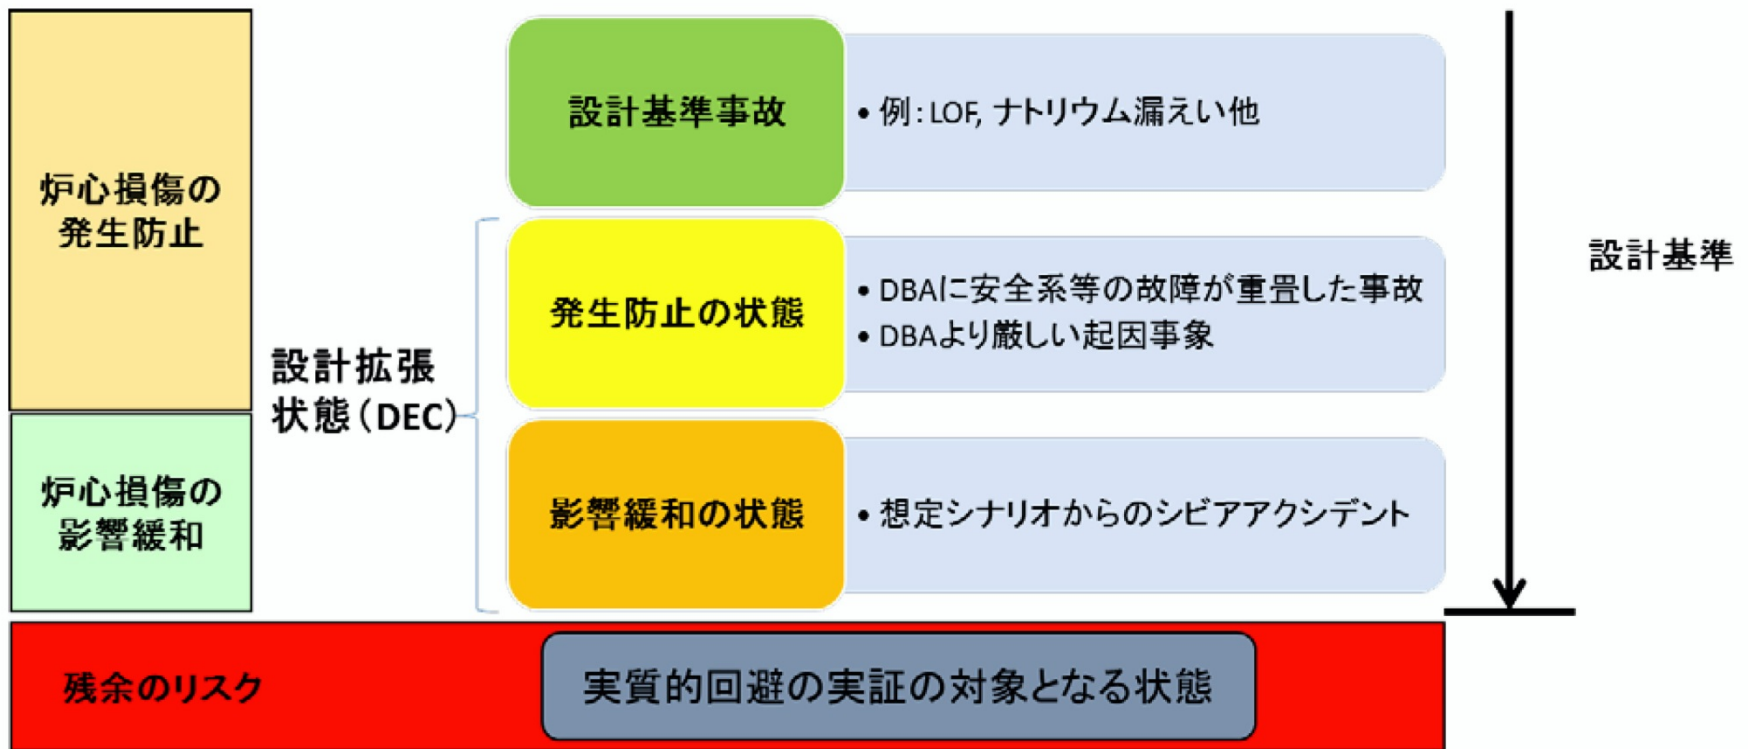 炉心損傷の
発生防止
設計基準事故
• 例：LOF, ナトリウム漏えい他
設計基準
設計拡張
状態（DEC）
発生防止の状態
• DBAに安全系等の故障が重畳した事故
• DBAより厳しい起因事象
炉心損傷の
影響緩和
影響緩和の状態
• 想定シナリオからのシビアアクシデント
残余のリスク
実質的回避の実証の対象となる状態